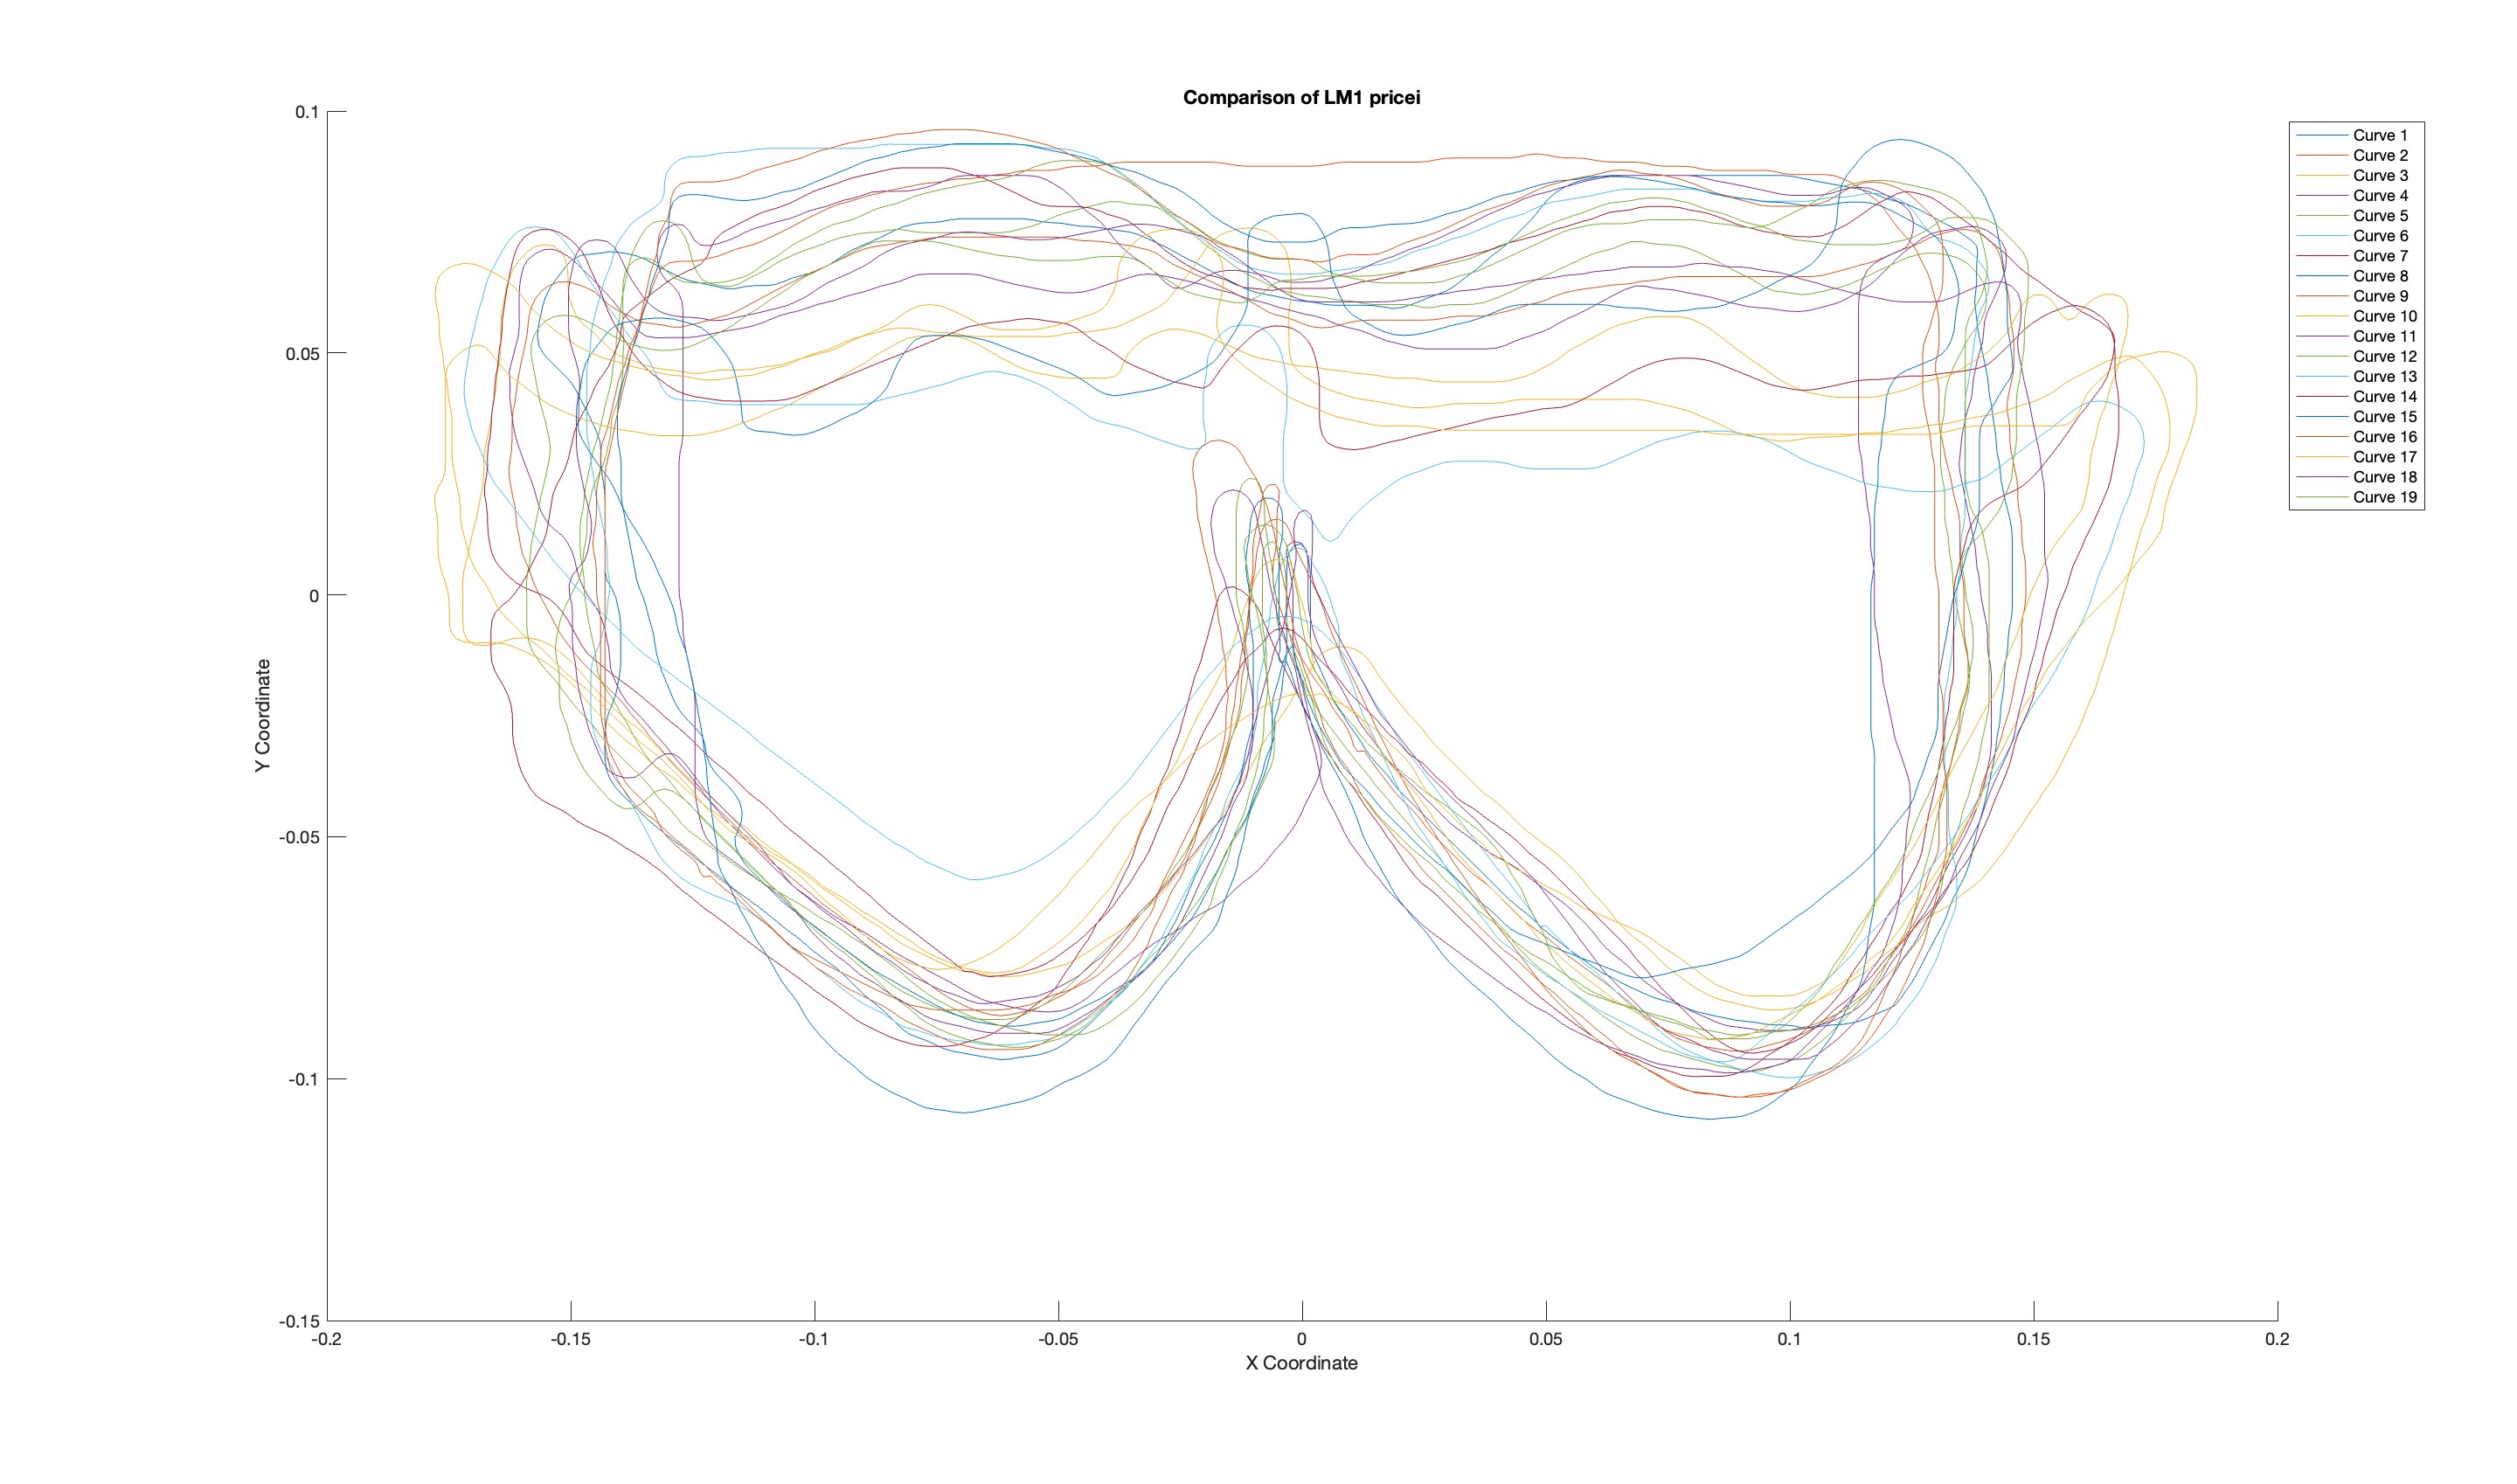 Comparison of LM1 pricei
0.1
0.05
0
-0.05
-0.1
-0.15
Y Coordinate
-0.2
-0.15
-0.1
-0.05
0
0.05
0.1
0.15
0.2
X Coordinate
Curve 1
Curve 2
Curve 3
Curve 4
Curve 5
Curve 6
Curve 7
Curve 8
Curve 9
Curve 10
Curve 11
Curve 12
Curve 13
Curve 14
Curve 15
Curve 16
Curve 17
Curve 18
Curve 19